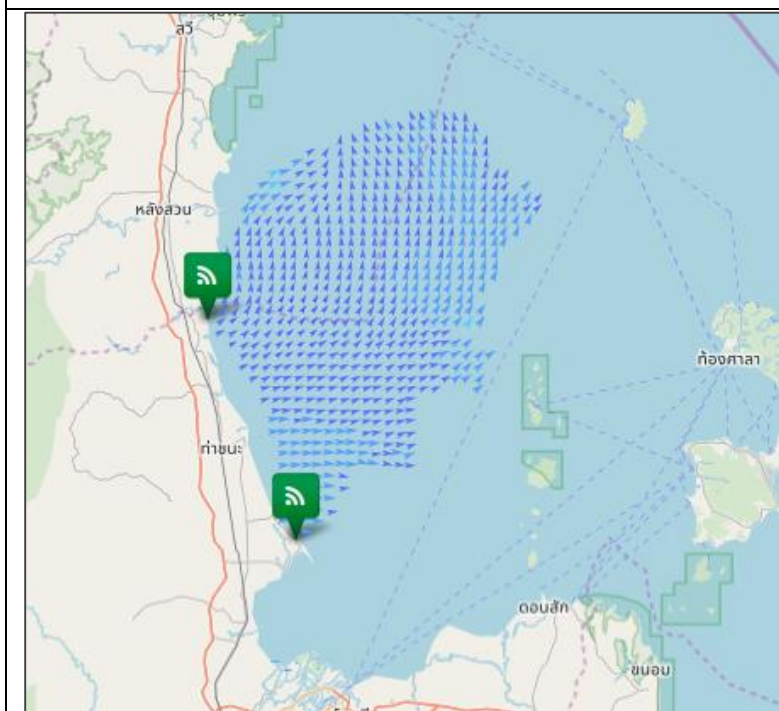 สวี
หลังสวน
ท้องศาลา
ท่าชนะ
ดอนสัก
ขนอม